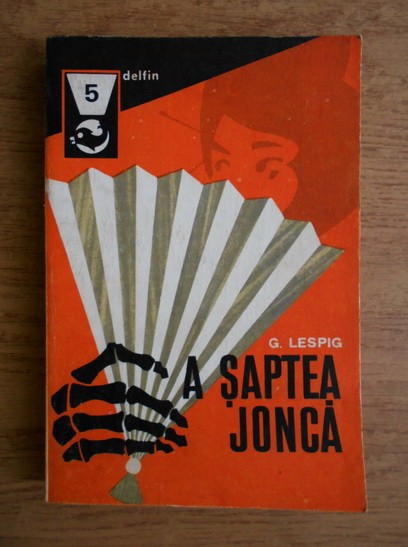 delfin
5
G. LESPIG
A ȘAPTEA
JONCĂ